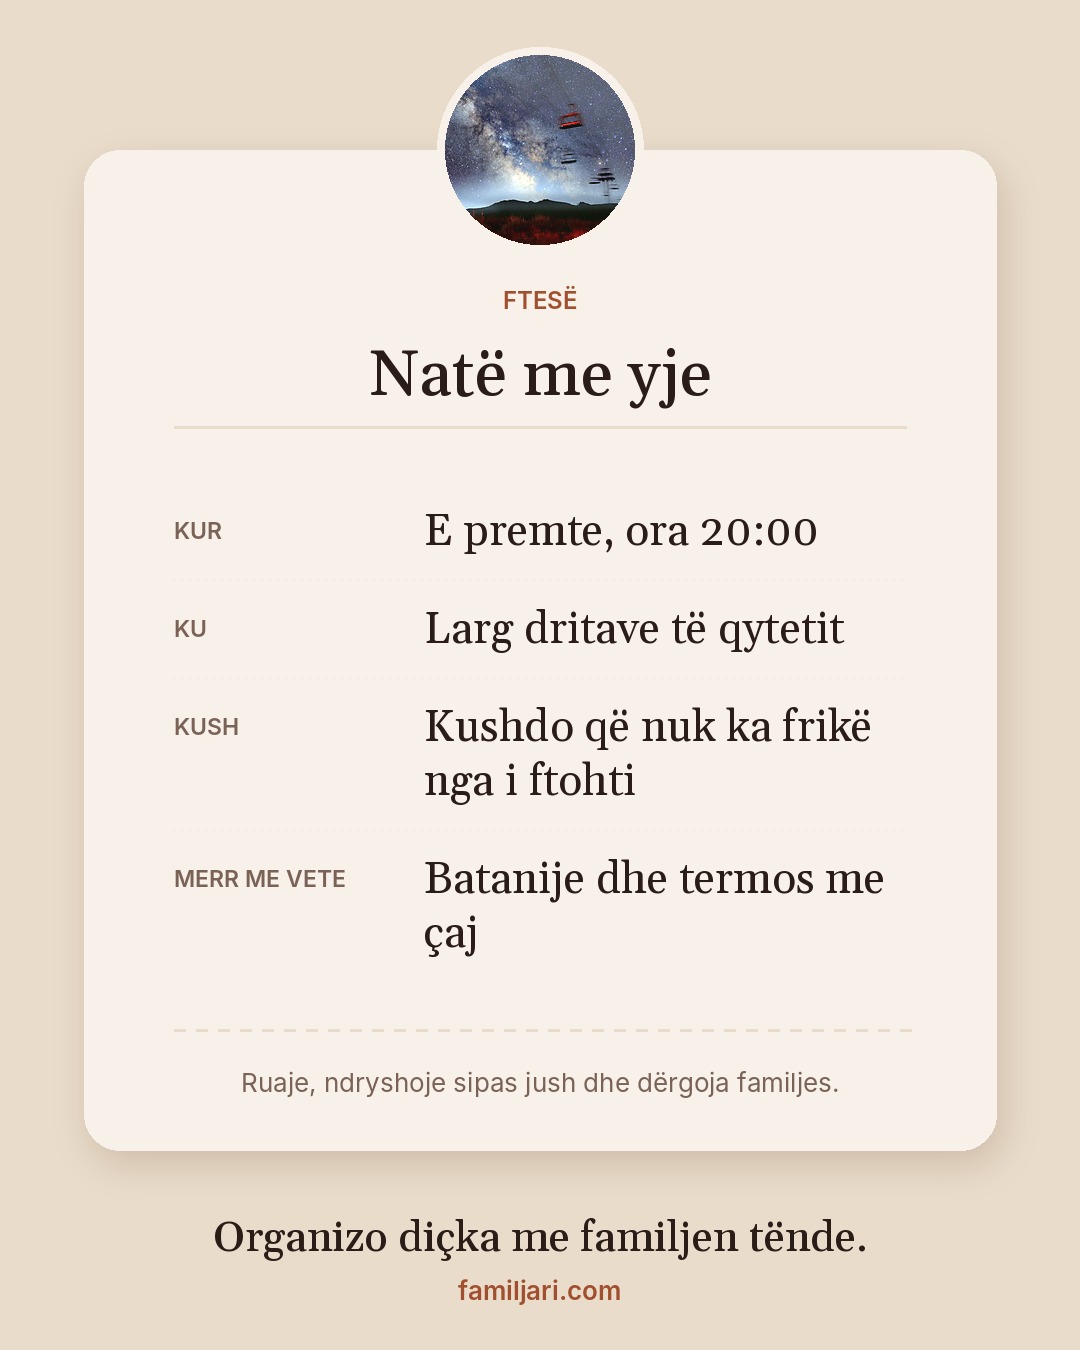 FTESË
Natë me yje
KUR
E premte, ora 20:00
KU
Larg dritave të qytetit
KUSH
Kushdo që nuk ka frikë
nga i ftohti
MERR ME VETE
Batanije dhe termos me
çaj
Ruaje, ndryshoje sipas jush dhe dërgoja familjes.
Organizo diçka me familjen tënde.
familjari.com